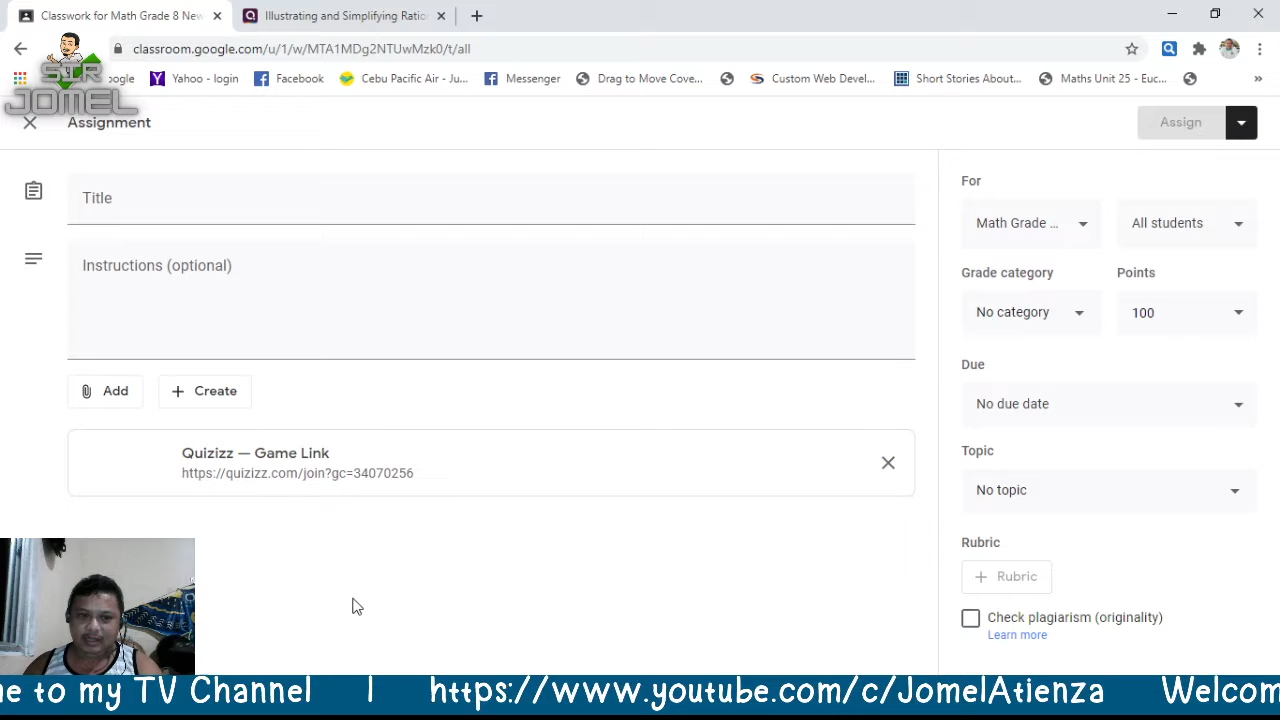 Classwork for Math Grade 8 New
Illustrating and Simplifying Ratio
classroom.google.com/u/1/w/MTA1MDg2NTUwMzk0/t/all
ogle
Yahoo - login
Facebook
Cebu Pacific Air - Ju...
Messenger
Drag to Move Cove...
Custom Web Devel...
Short Stories About...
Maths Unit 25 - Euc...
»
SIR
JOMEL
Assignment
Assign
Title
Instructions (optional)
Add
Create
Quizizz — Game Link
https://quizizz.com/join?gc=34070256
For
Math Grade ...
All students
Grade category
Points
No category
100
Due
No due date
Topic
No topic
Rubric
Rubric
Check plagiarism (originality)
Learn more
me to my TV Channel | https://www.youtube.com/c/JomelAtienza Welcom